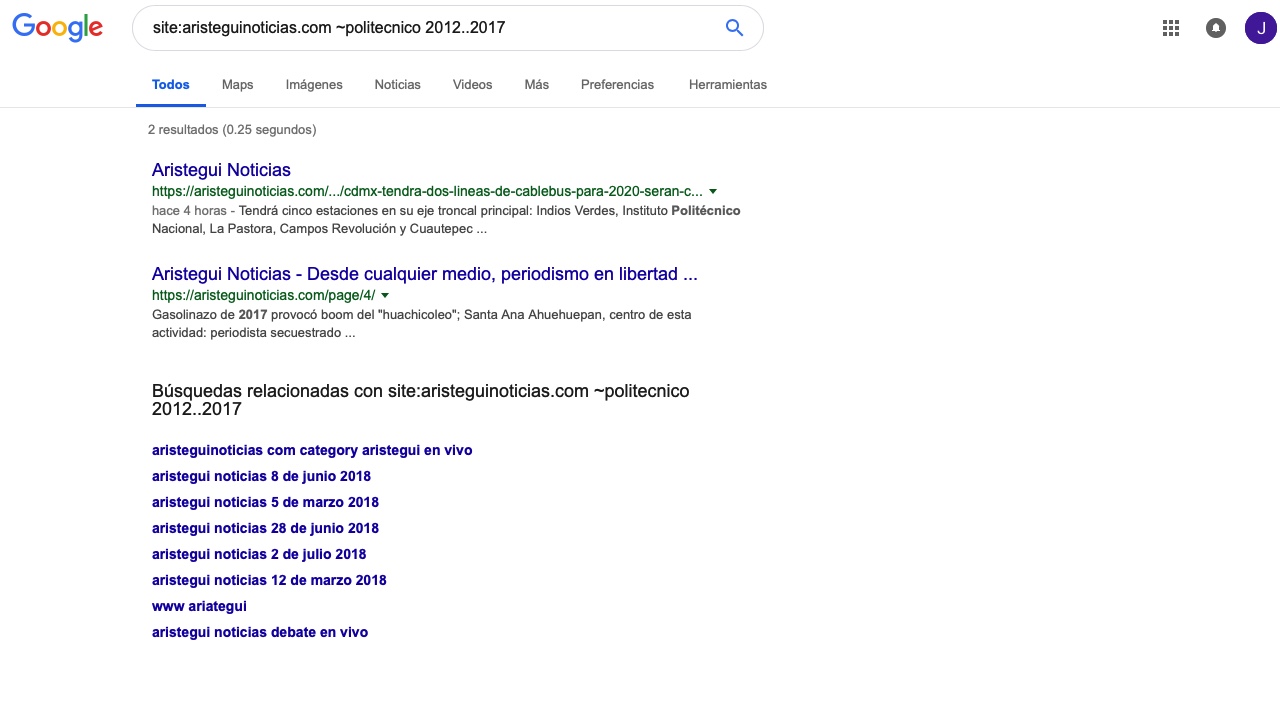 Google
site:aristeguinoticias.com ~politecnico 2012..2017
J
Todos Maps Imágenes Noticias Videos Más Preferencias Herramientas
2 resultados (0.25 segundos)
Aristegui Noticias
https://aristeguinoticias.com/.../cdmx-tendra-dos-lineas-de-cablebus-para-2020-seran-c...
hace 4 horas - Tendrá cinco estaciones en su eje troncal principal: Indios Verdes, Instituto Politécnico
Nacional, La Pastora, Campos Revolución y Cuautepec ...
Aristegui Noticias - Desde cualquier medio, periodismo en libertad ...
https://aristeguinoticias.com/page/4/
Gasolinazo de 2017 provocó boom del "huachicoleo"; Santa Ana Ahuehuepan, centro de esta
actividad: periodista secuestrado ...
Búsquedas relacionadas con site:aristeguinoticias.com ~politecnico
2012..2017
aristeguinoticias com category aristegui en vivo
aristegui noticias 8 de junio 2018
aristegui noticias 5 de marzo 2018
aristegui noticias 28 de junio 2018
aristegui noticias 2 de julio 2018
aristegui noticias 12 de marzo 2018
www ariategui
aristegui noticias debate en vivo